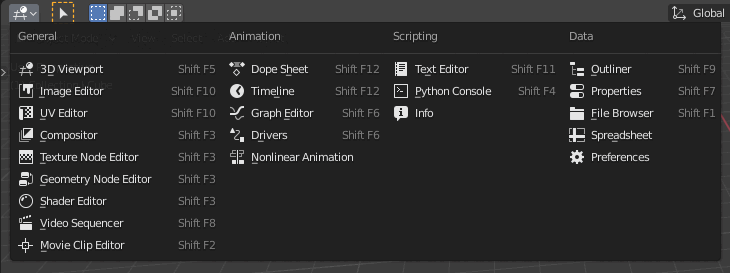 Global
General
3D Viewport Shift F5
Image Editor Shift F10
UV Editor Shift F10
Compositor Shift F3
Texture Node Editor Shift F3
Geometry Node Editor Shift F3
Shader Editor Shift F3
Video Sequencer Shift F8
Movie Clip Editor Shift F2
Animation
Dope Sheet Shift F12
Timeline Shift F12
Graph Editor Shift F6
Drivers Shift F6
Nonlinear Animation
Scripting
Text Editor Shift F11
Python Console Shift F4
Info
Data
Outliner Shift F9
Properties Shift F7
File Browser Shift F1
Spreadsheet
Preferences